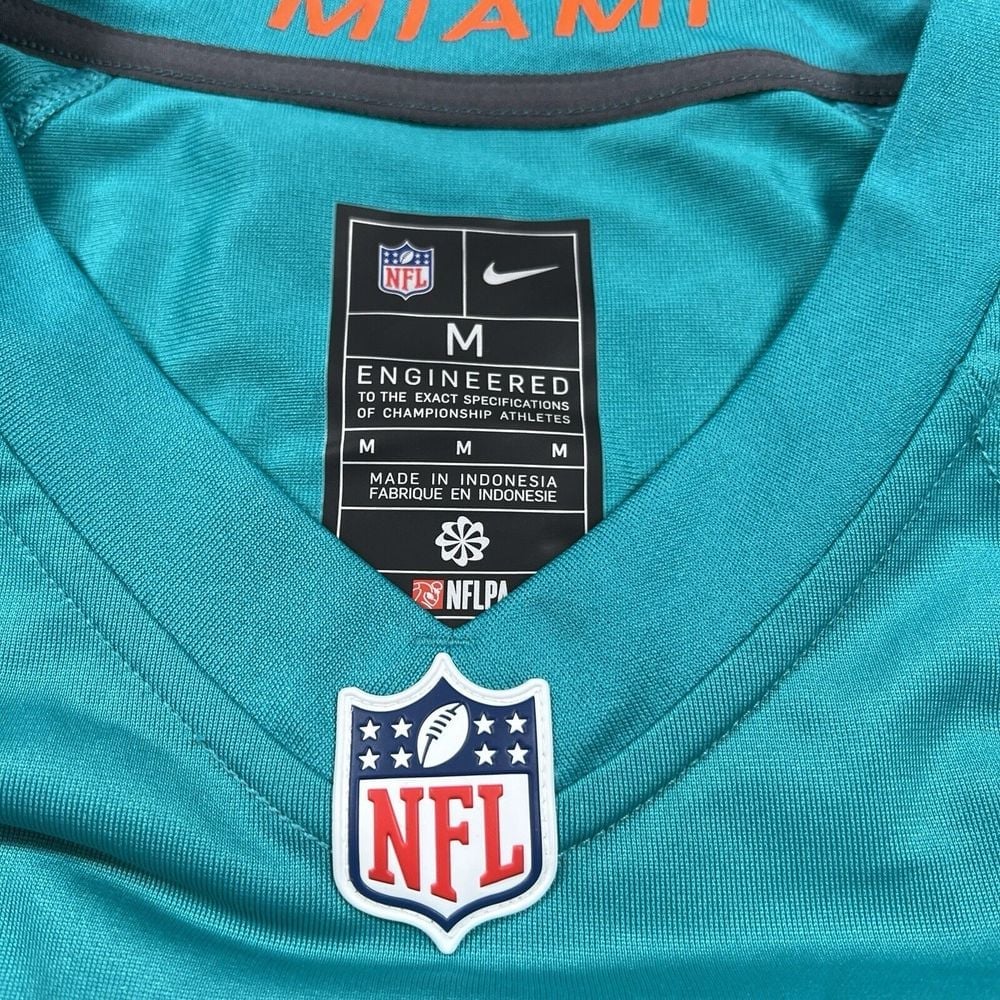 MIAMI
NFL
M
ENGINEERED
TO THE EXACT SPECIFICATIONS
OF CHAMPIONSHIP ATHLETES
M M M
MADE IN INDONESIA
FABRIQUE EN INDONESIE
NFLPA
NFL